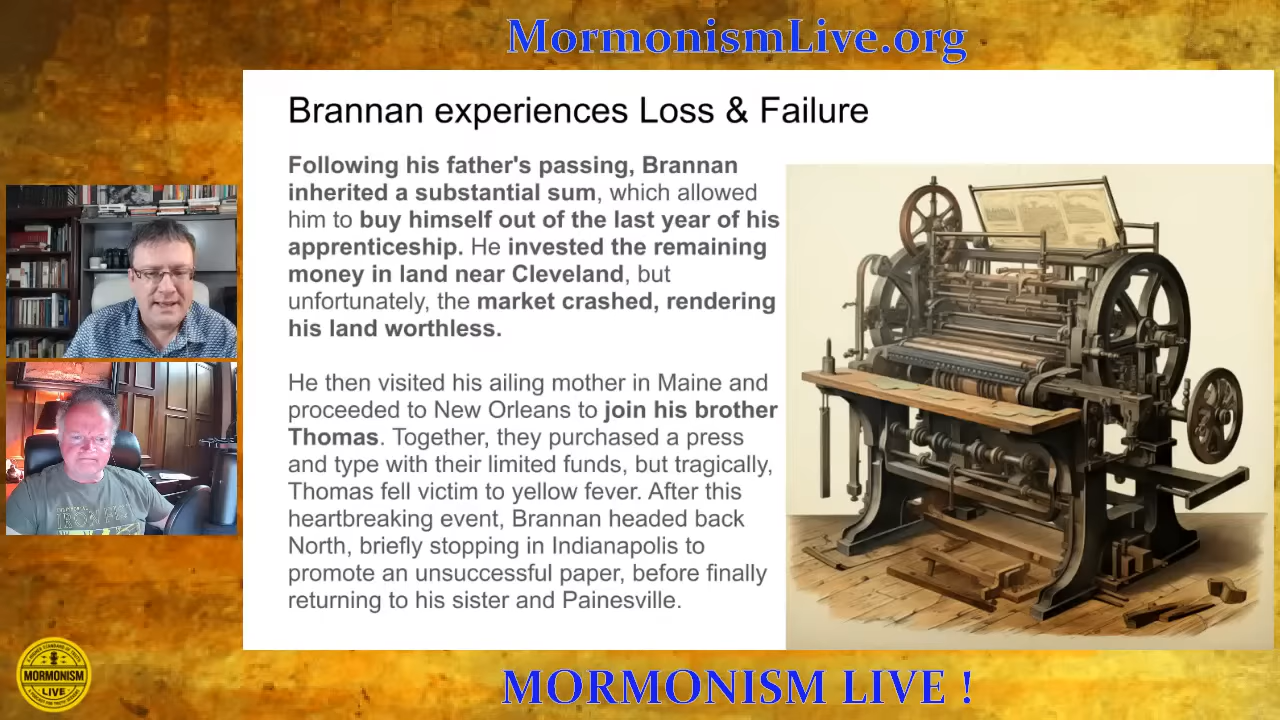 MormonismLive.org
Brannan experiences Loss & Failure
Following his father's passing, Brannan
inherited a substantial sum, which allowed
him to buy himself out of the last year of his
apprenticeship. He invested the remaining
money in land near Cleveland, but
unfortunately, the market crashed, rendering
his land worthless.
He then visited his ailing mother in Maine and
proceeded to New Orleans to join his brother
Thomas. Together, they purchased a press
and type with their limited funds, but tragically,
Thomas fell victim to yellow fever. After this
heartbreaking event, Brannan headed back
North, briefly stopping in Indianapolis to
promote an unsuccessful paper, before finally
returning to his sister and Painesville.
MORMONISM
LIVE
MORMONISM LIVE !